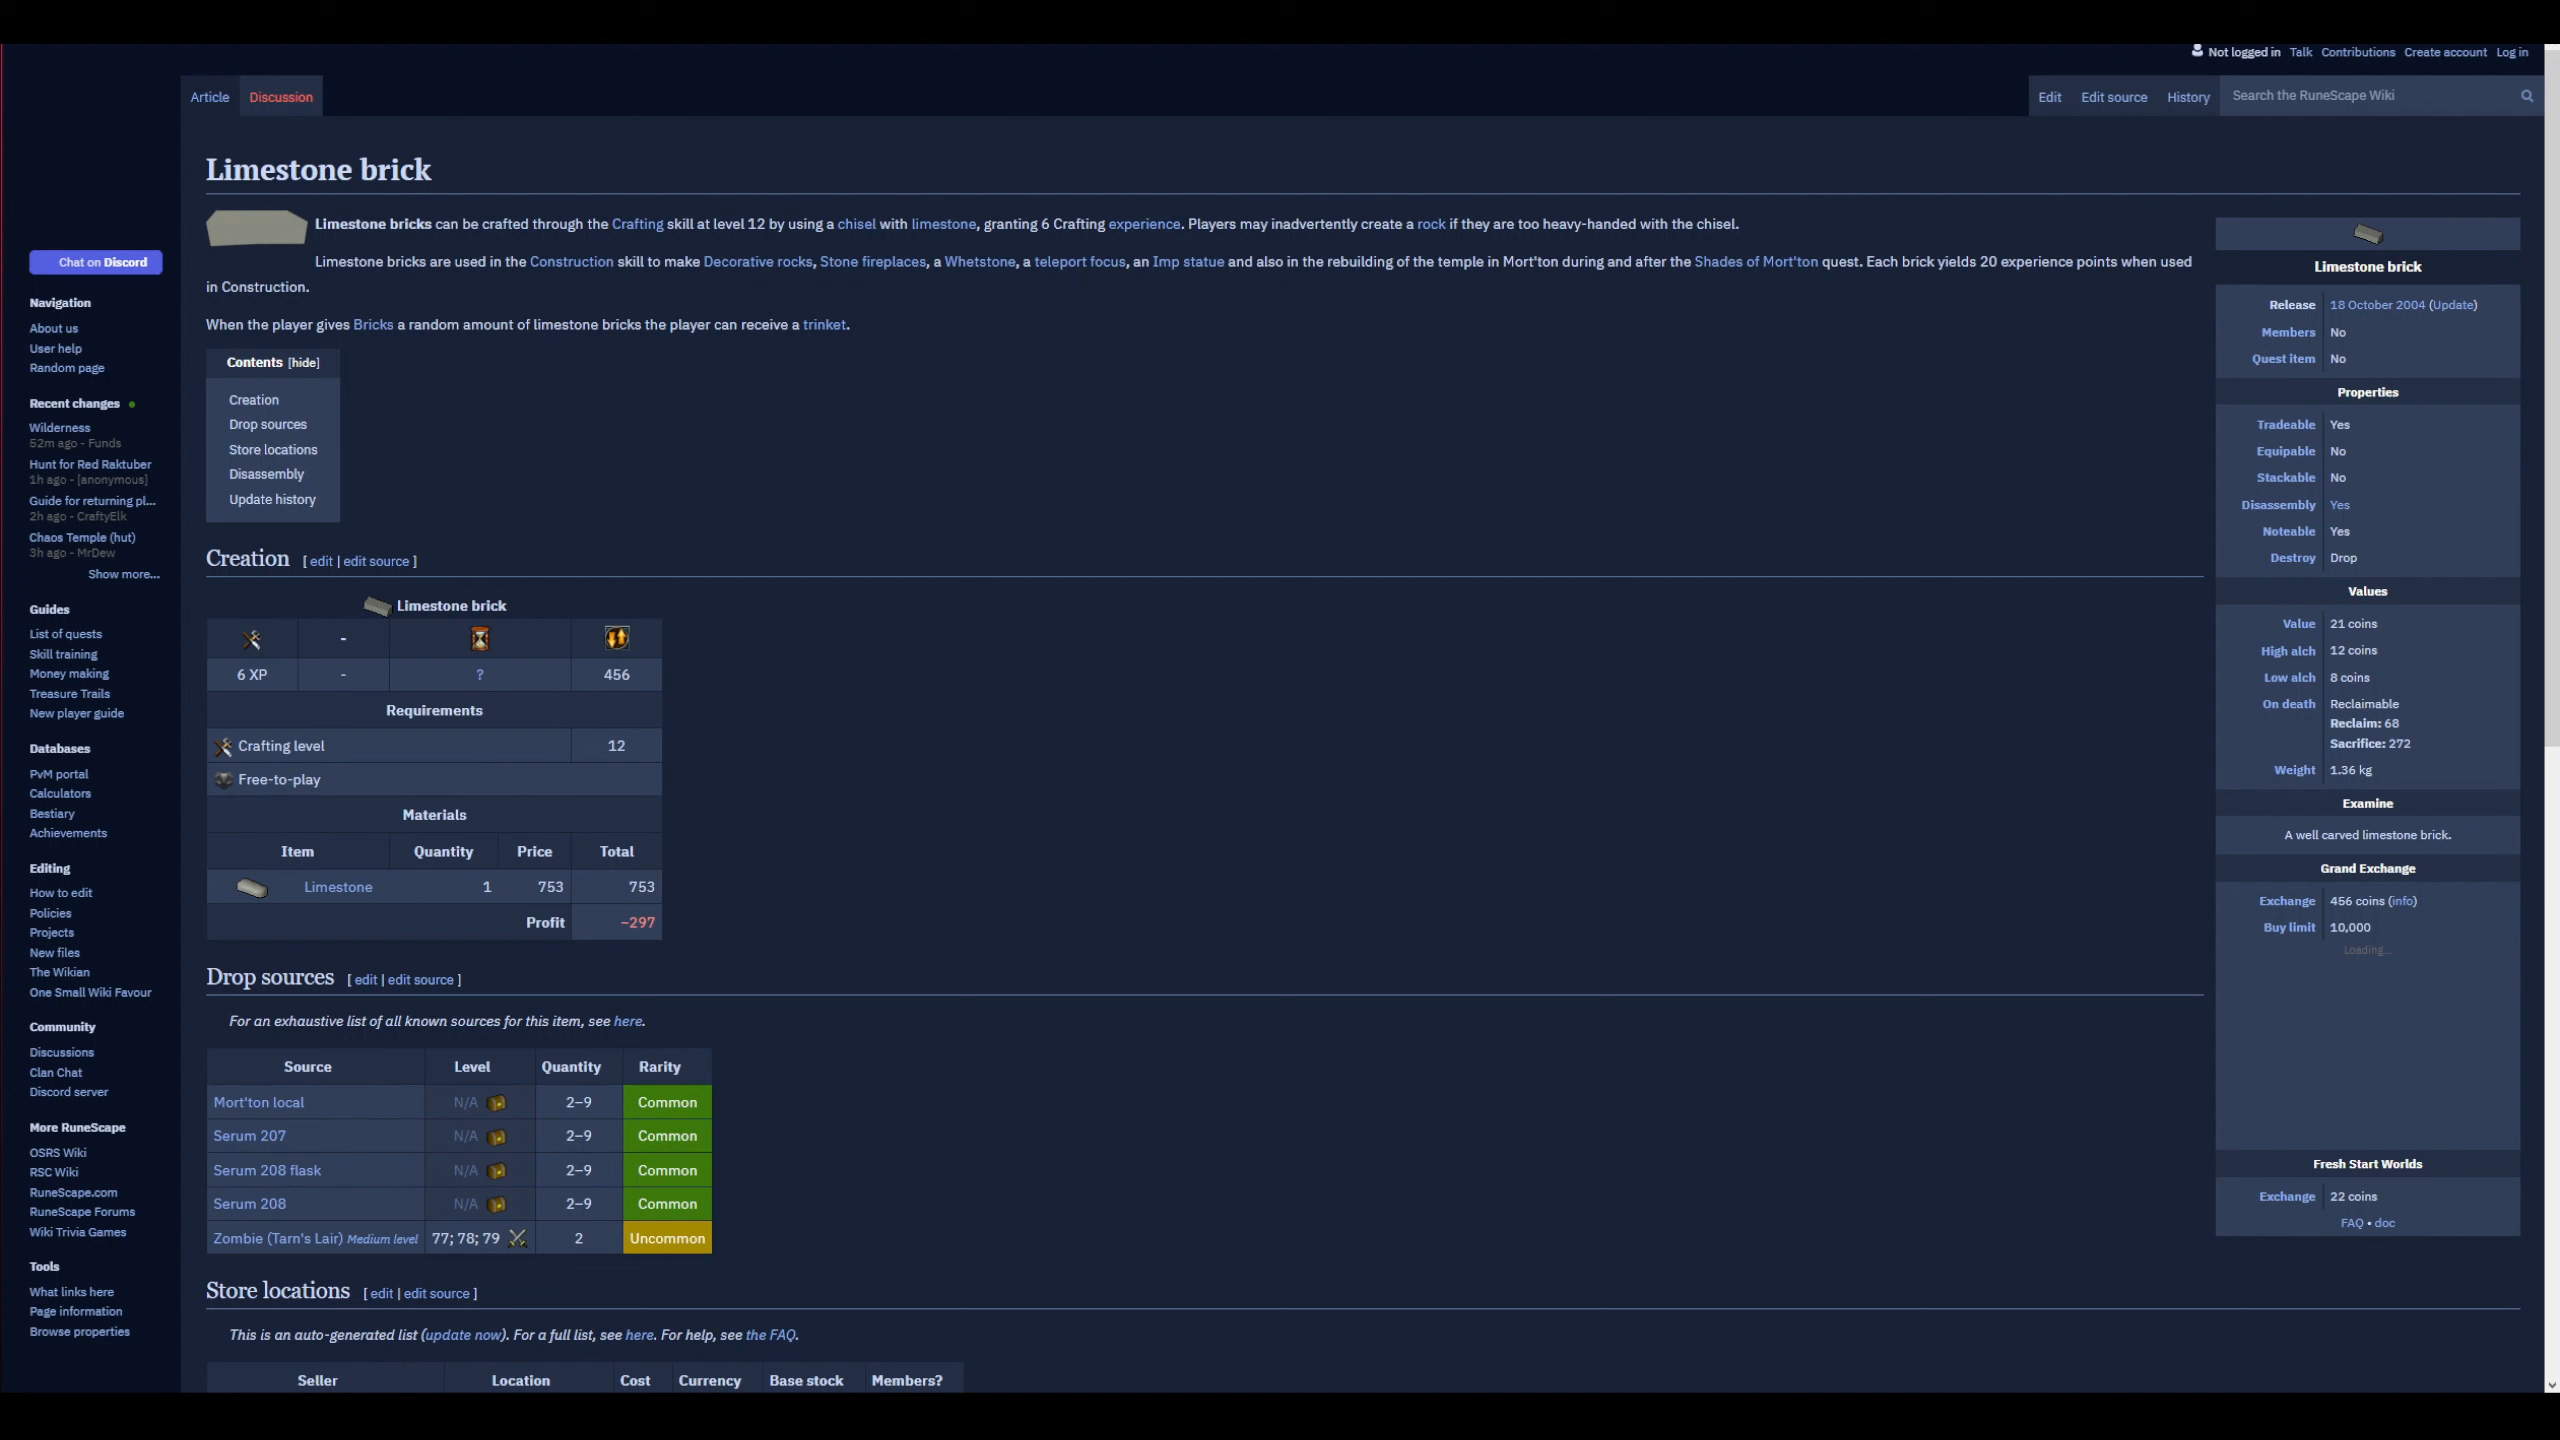 Not logged in Talk Contributions Create account Log in
Article Discussion Edit Edit source History Search the RuneScape Wiki
Chat on Discord
Navigation
About us
User help
Random page
Recent changes
Wilderness
52m ago - Funds
Hunt for Red Raktuber
1h ago - [anonymous]
Guide for returning pl...
2h ago - CraftyElk
Chaos Temple (hut)
3h ago - MrDew
Show more...
Guides
List of quests
Skill training
Money making
Treasure Trails
New player guide
Databases
PvM portal
Calculators
Bestiary
Achievements
Editing
How to edit
Policies
Projects
New files
The Wikian
One Small Wiki Favour
Community
Discussions
Clan Chat
Discord server
More RuneScape
OSRS Wiki
RSC Wiki
RuneScape.com
RuneScape Forums
Wiki Trivia Games
Tools
What links here
Page information
Browse properties
Limestone brick
Limestone bricks can be crafted through the Crafting skill at level 12 by using a chisel with limestone, granting 6 Crafting experience. Players may inadvertently create a rock if they are too heavy-handed with the chisel.
Limestone bricks are used in the Construction skill to make Decorative rocks, Stone fireplaces, a Whetstone, a teleport focus, an Imp statue and also in the rebuilding of the temple in Mort'ton during and after the Shades of Mort'ton quest. Each brick yields 20 experience points when used
in Construction.
When the player gives Bricks a random amount of limestone bricks the player can receive a trinket.
Contents [hide]
Creation
Drop sources
Store locations
Disassembly
Update history
Creation [ edit | edit source ]
Limestone brick
-
6 XP - ? 456
Requirements
Crafting level 12
Free-to-play
Materials
Item Quantity Price Total
Limestone 1 753 753
Profit −297
Drop sources [ edit | edit source ]
For an exhaustive list of all known sources for this item, see here.
Source Level Quantity Rarity
Mort'ton local N/A 2–9 Common
Serum 207 N/A 2–9 Common
Serum 208 flask N/A 2–9 Common
Serum 208 N/A 2–9 Common
Zombie (Tarn's Lair) Medium level 77; 78; 79 2 Uncommon
Store locations [ edit | edit source ]
This is an auto-generated list (update now). For a full list, see here. For help, see the FAQ.
Seller Location Cost Currency Base stock Members?
Limestone brick
Release 18 October 2004 (Update)
Members No
Quest item No
Properties
Tradeable Yes
Equipable No
Stackable No
Disassembly Yes
Noteable Yes
Destroy Drop
Values
Value 21 coins
High alch 12 coins
Low alch 8 coins
On death Reclaimable
Reclaim: 68
Sacrifice: 272
Weight 1.36 kg
Examine
A well carved limestone brick.
Grand Exchange
Exchange 456 coins (info)
Buy limit 10,000
Loading...
Fresh Start Worlds
Exchange 22 coins
FAQ • doc